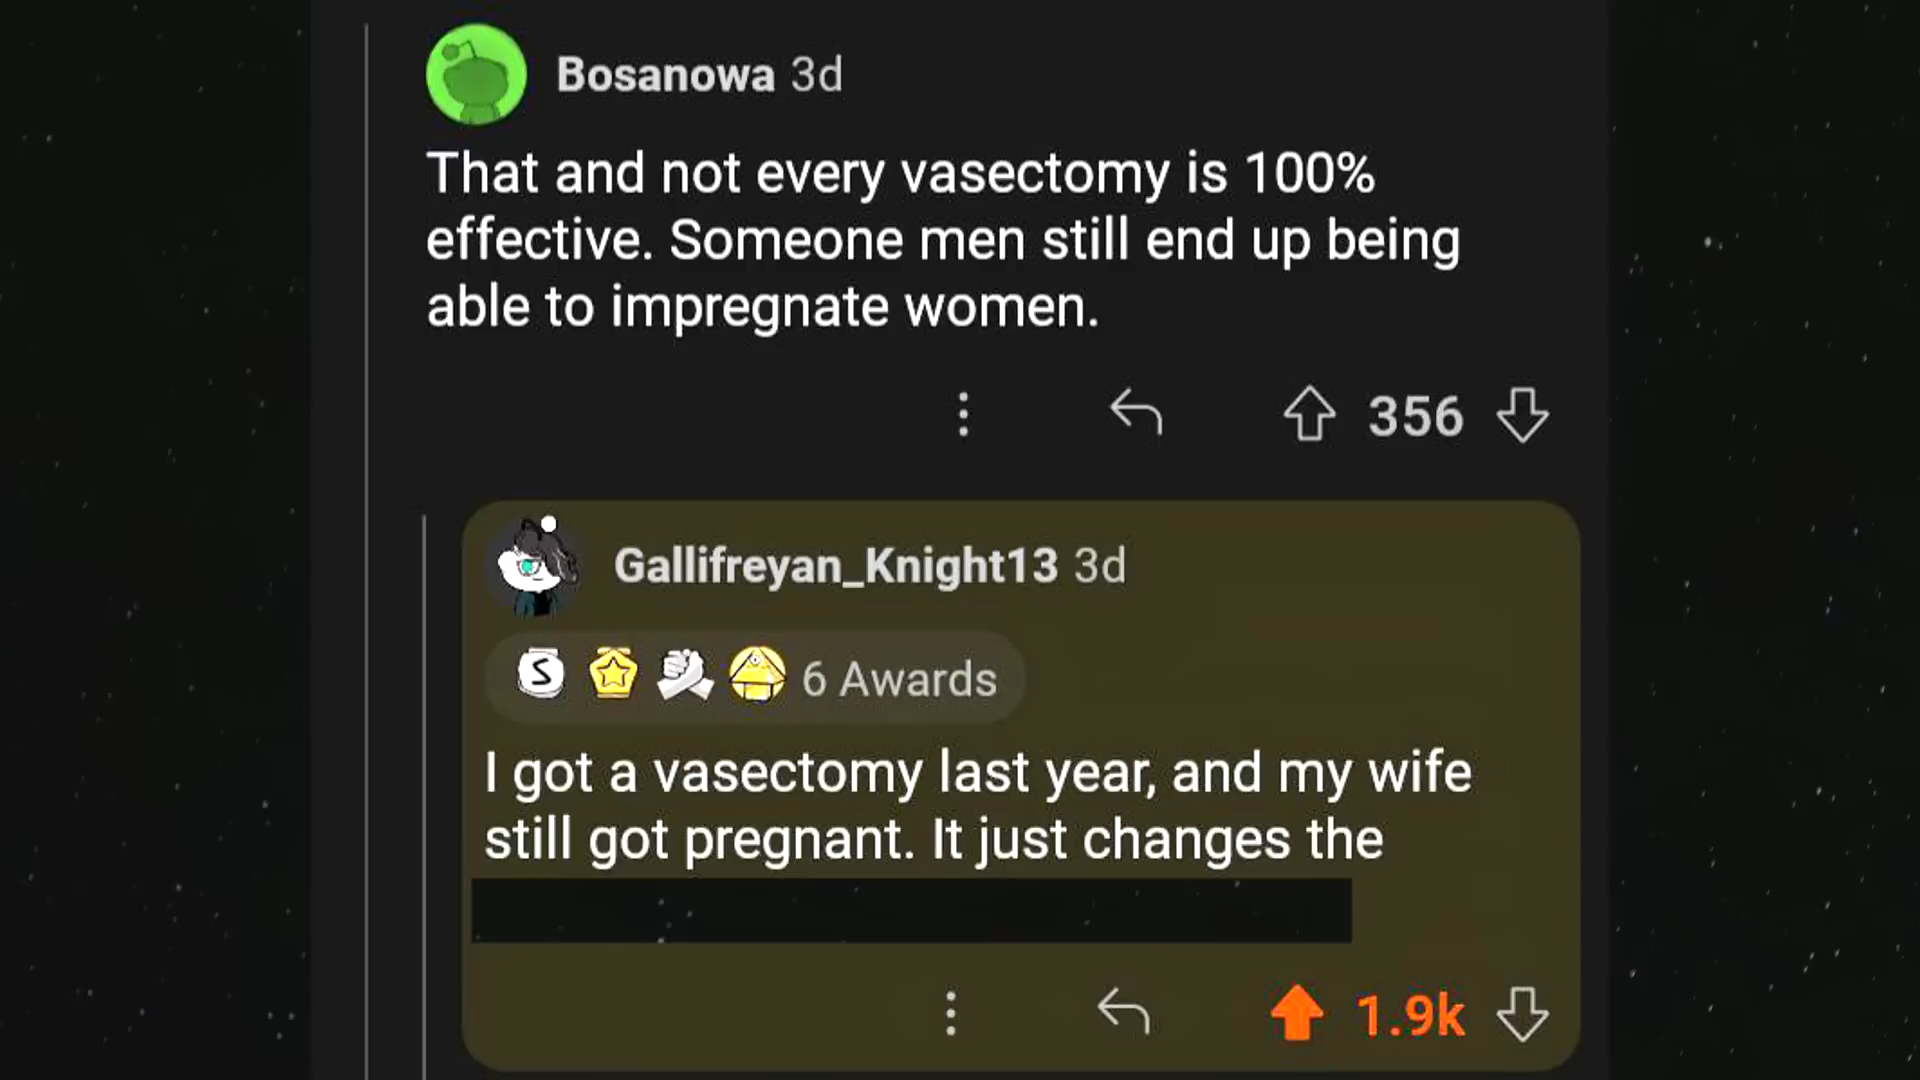 Bosanowa 3d
That and not every vasectomy is 100%
effective. Someone men still end up being
able to impregnate women.
356
Gallifreyan_Knight13 3d
S 6 Awards
I got a vasectomy last year, and my wife
still got pregnant. It just changes the
1.9k